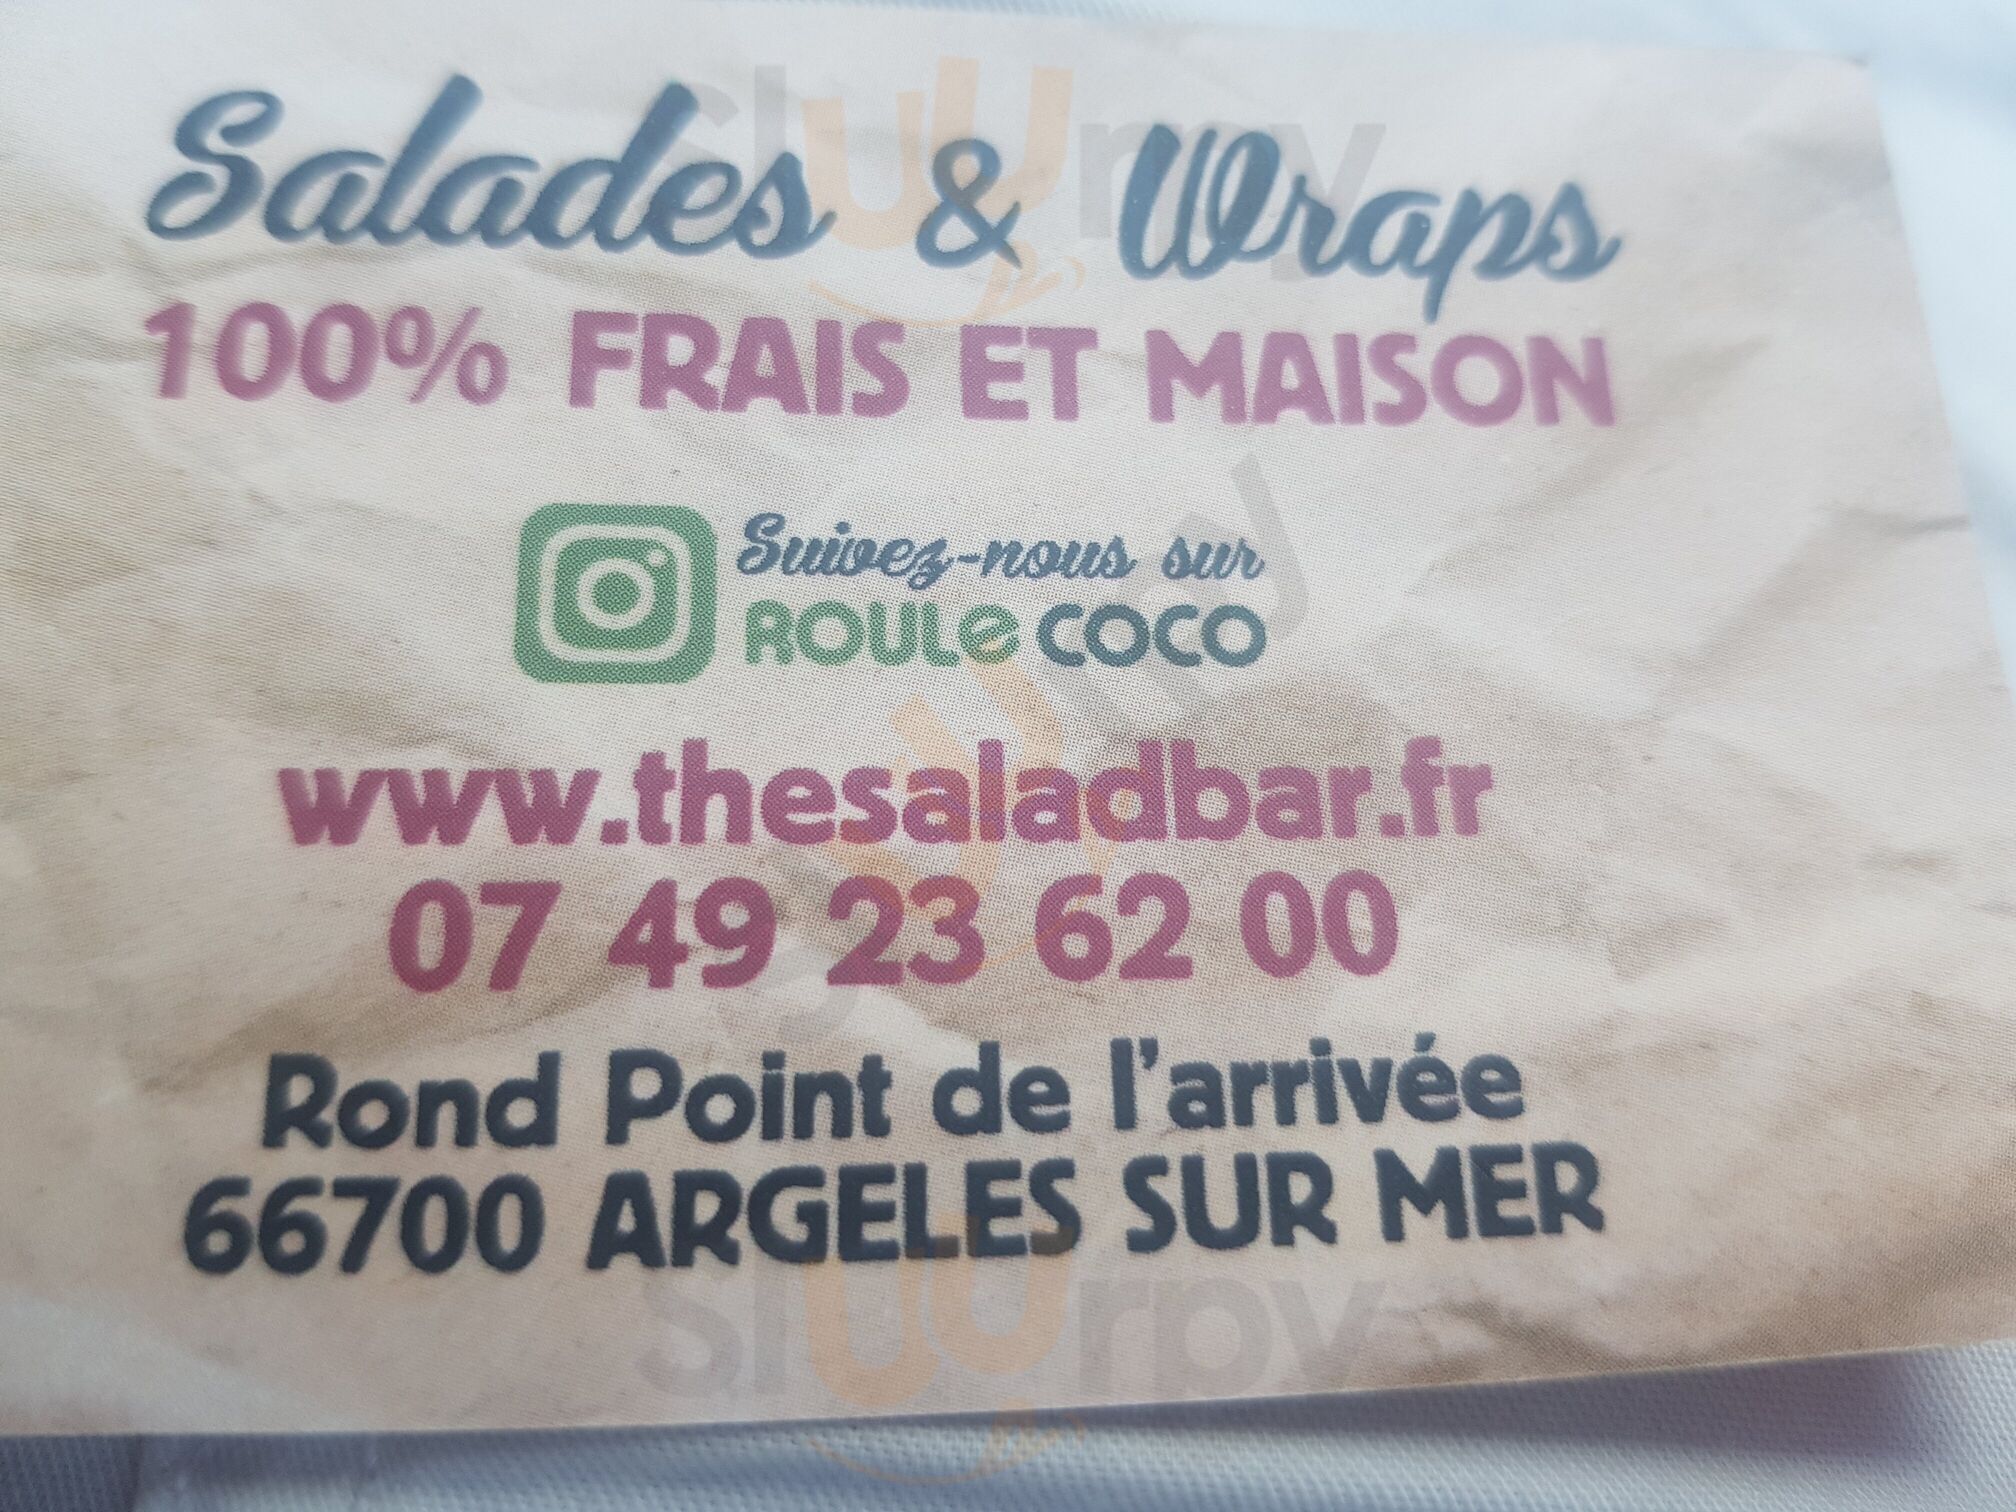 Salades & Wraps
100% FRAIS ET MAISON
Suivez-nous sur
ROULe COCO
www.thesaladbar.fr
07 49 23 62 00
Rond Point de l'arrivée
66700 ARGELES SUR MER
sluurpy